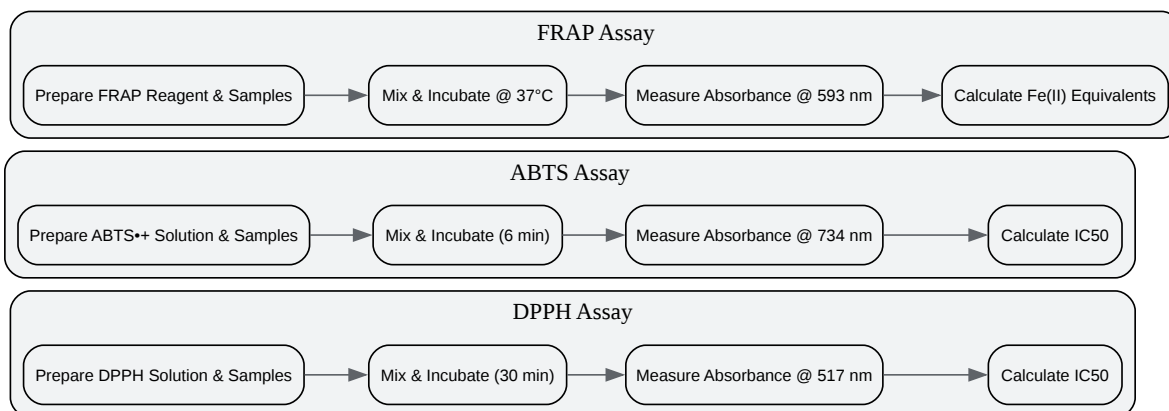 FRAP Assay
Prepare FRAP Reagent & Samples
Mix & Incubate @ 37°C
Measure Absorbance @ 593 nm
Calculate Fe(II) Equivalents
ABTS Assay
Prepare ABTS•+ Solution & Samples
Mix & Incubate (6 min)
Measure Absorbance @ 734 nm
Calculate IC50
DPPH Assay
Prepare DPPH Solution & Samples
Mix & Incubate (30 min)
Measure Absorbance @ 517 nm
Calculate IC50